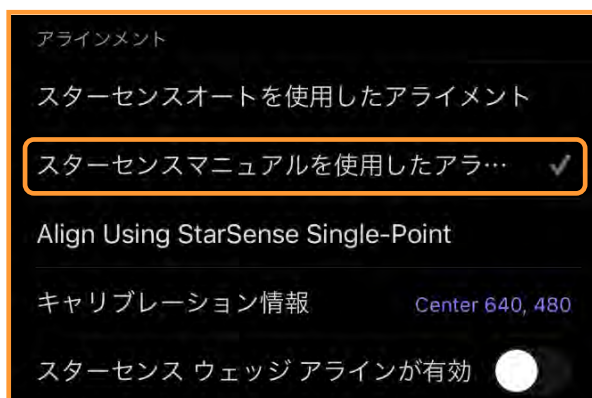 アラインメント
スターセンスオートを使用したアライメント
スターセンスマニュアルを使用したアラ…
Align Using StarSense Single-Point
キャリブレーション情報 Center 640, 480
スターセンス ウェッジ アラインが有効